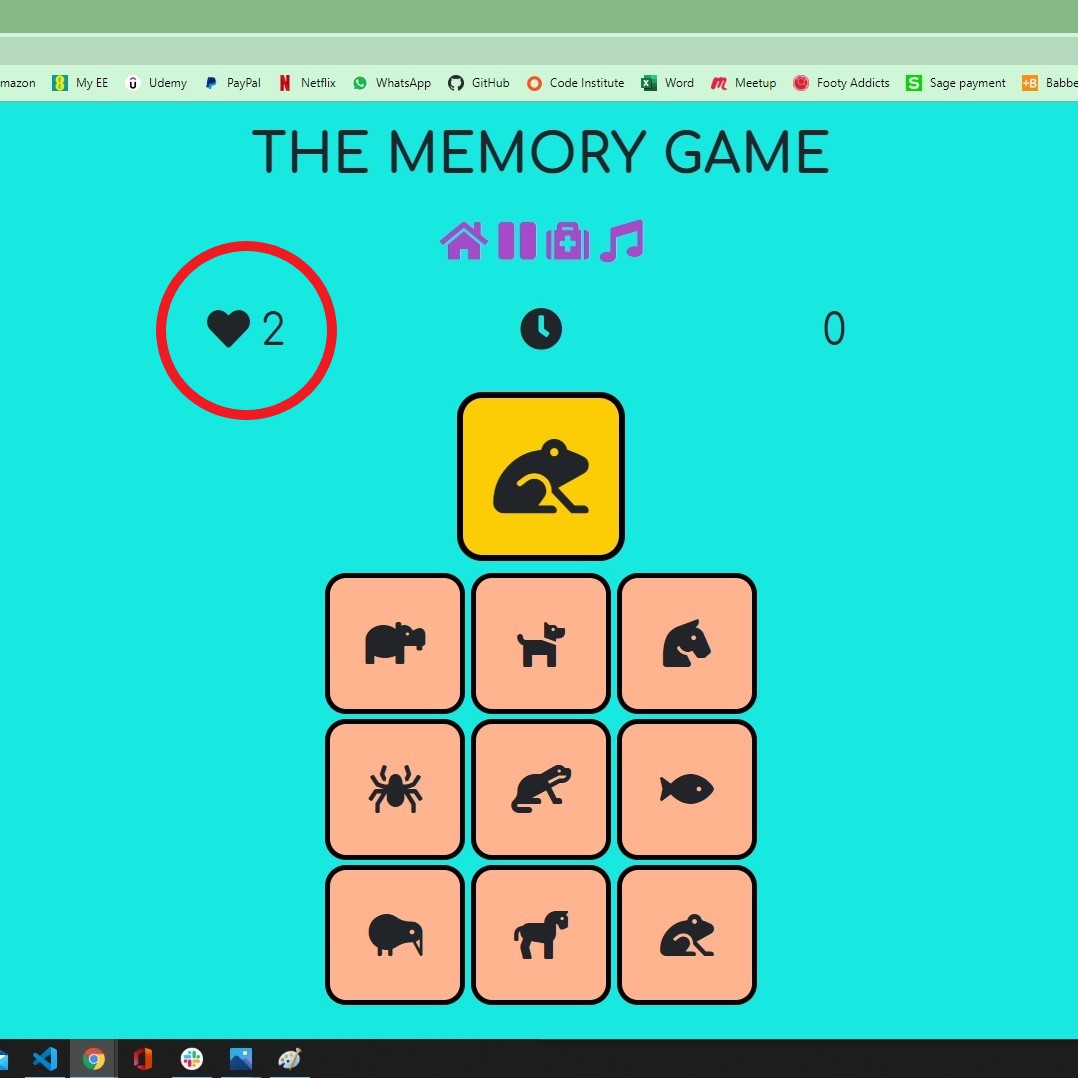 mazon My EE Udemy PayPal Netflix WhatsApp GitHub Code Institute Word Meetup Footy Addicts Sage payment Babbe
THE MEMORY GAME
2 0